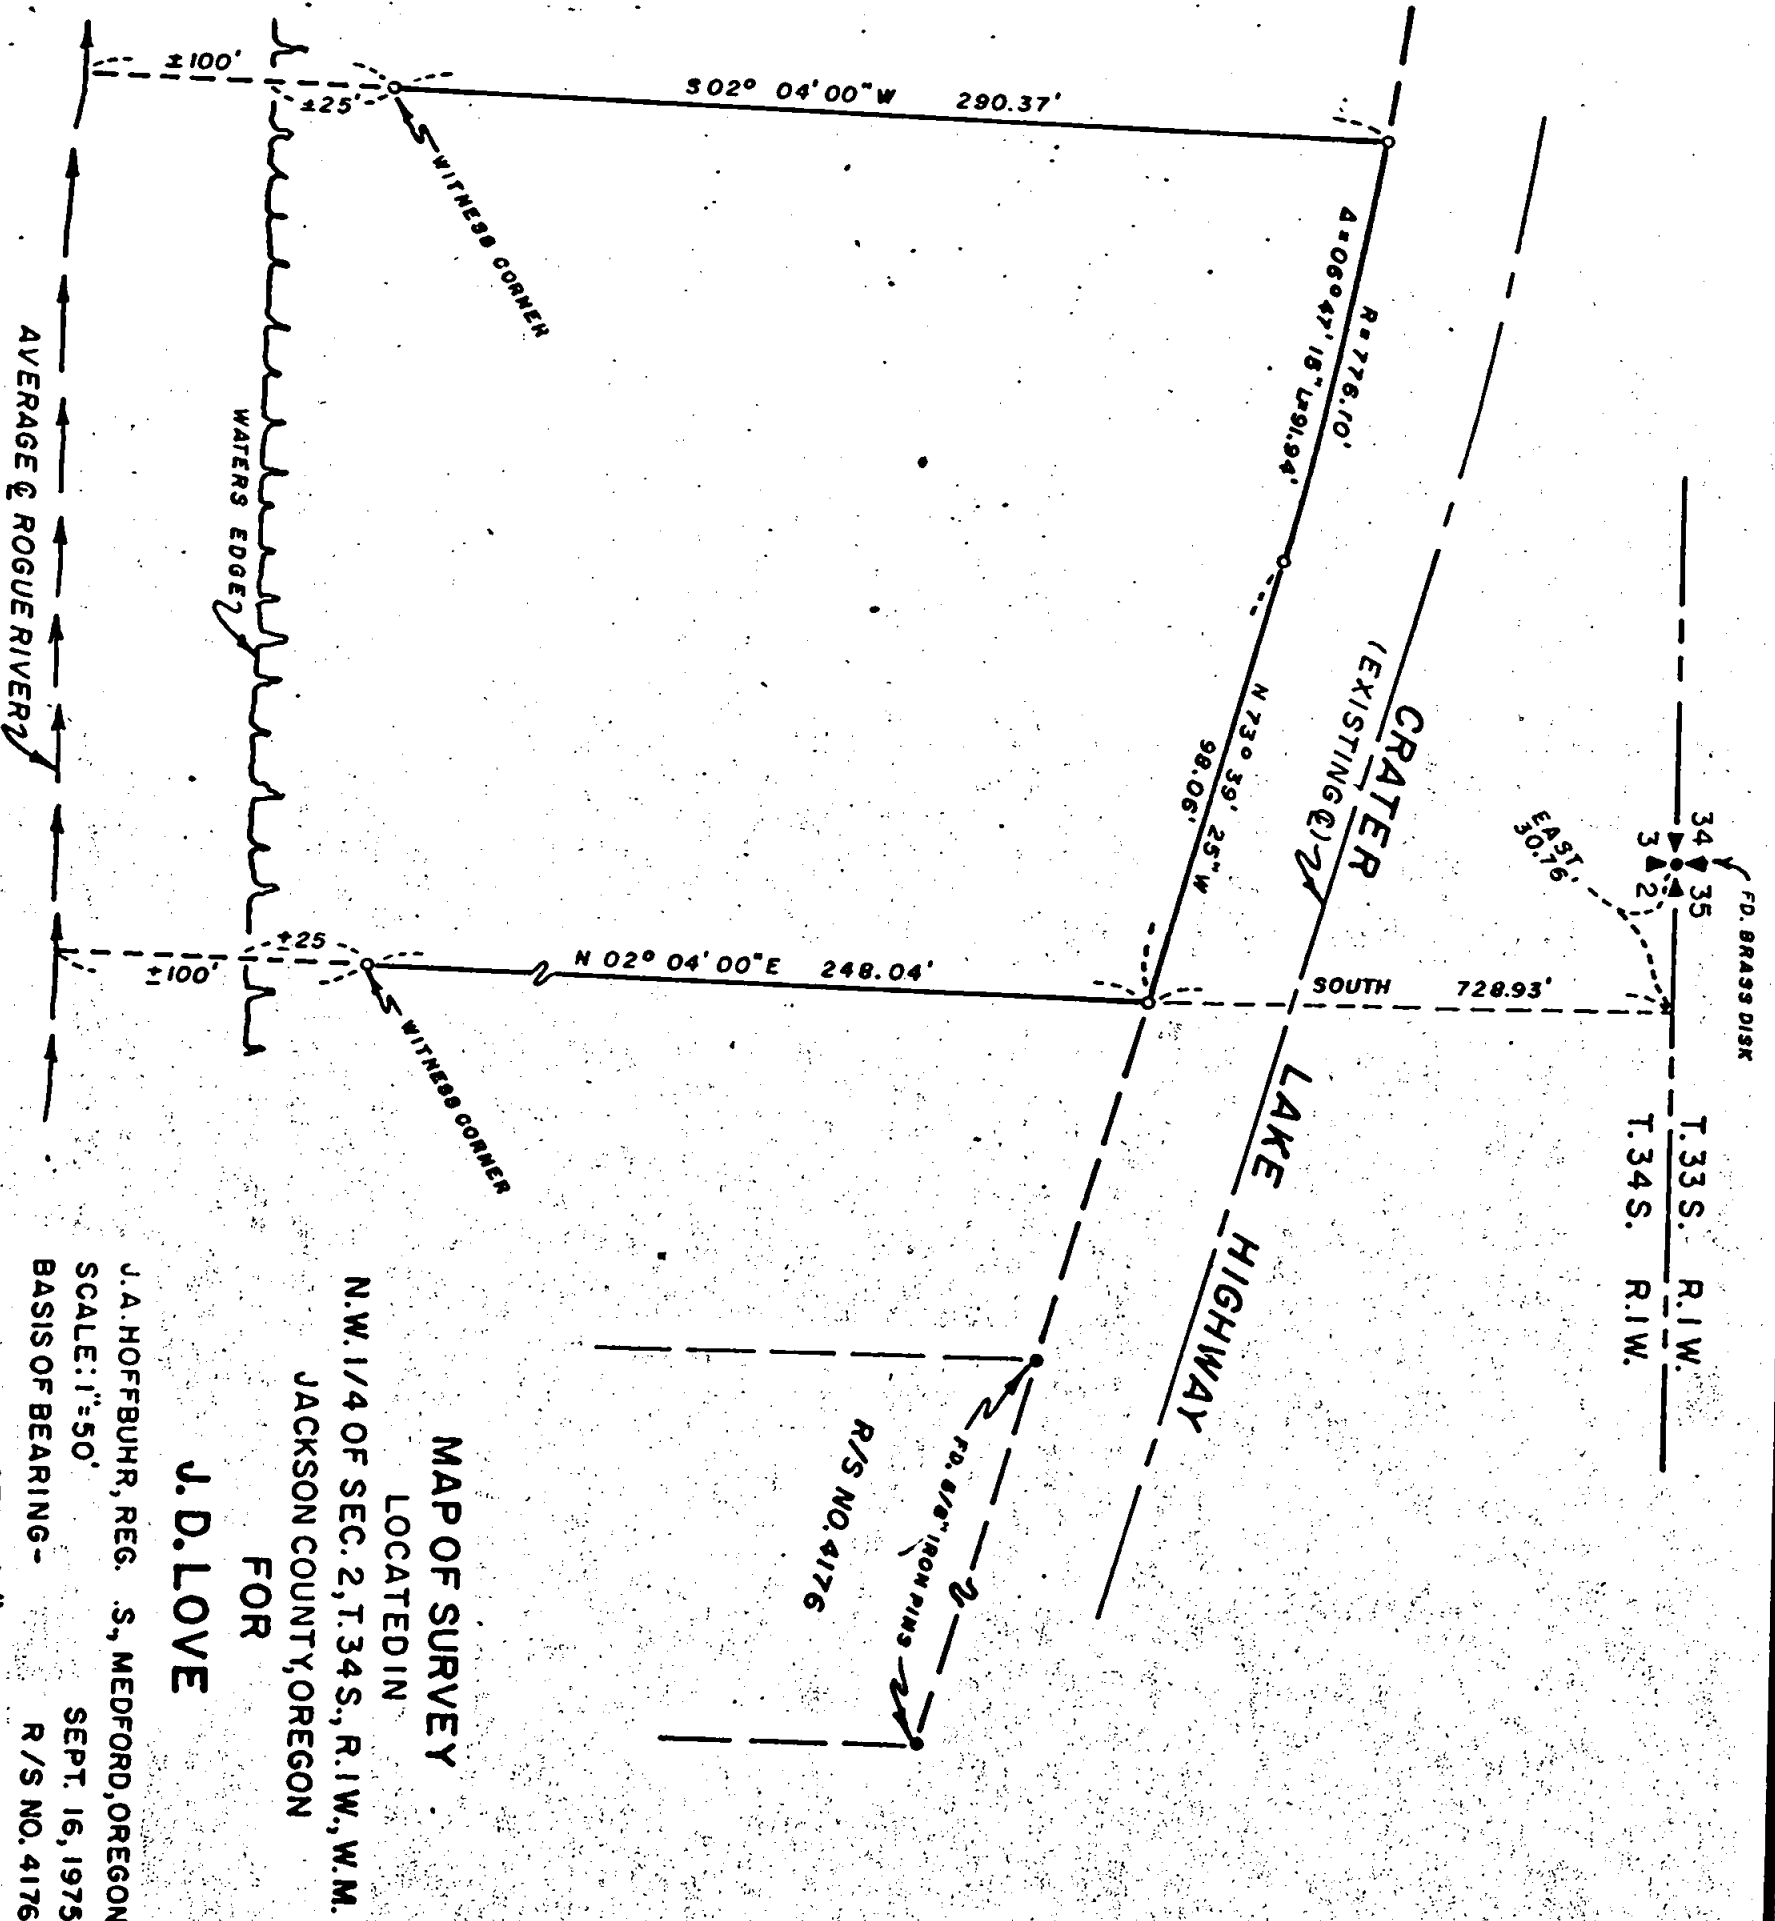 34
35
3
2
FD. BRASS DISK
EAST
30.76'
T.33S. R.1W.
T.34S. R.1W.
SOUTH 728.93'
CRATER LAKE HIGHWAY
(EXISTING ℄)
R=776.10'
Δ=06°47'18" L=91.94'
N 73° 39' 25" W
98.06'
S 02° 04' 00" W 290.37'
N 02° 04' 00" E 248.04'
WITNESS CORNER
WITNESS CORNER
±25'
±100'
±25
±100'
WATERS EDGE
AVERAGE ℄ ROGUE RIVER
FD. 5/8" IRON PINS
R/S NO. 4176
MAP OF SURVEY
LOCATED IN
N.W. 1/4 OF SEC. 2, T.34S., R.1W., W.M.
JACKSON COUNTY, OREGON
FOR
J. D. LOVE
J.A. HOFFBUHR, REG. S., MEDFORD, OREGON
SCALE: 1"=50' SEPT. 16, 1975
BASIS OF BEARING- R/S NO. 4176